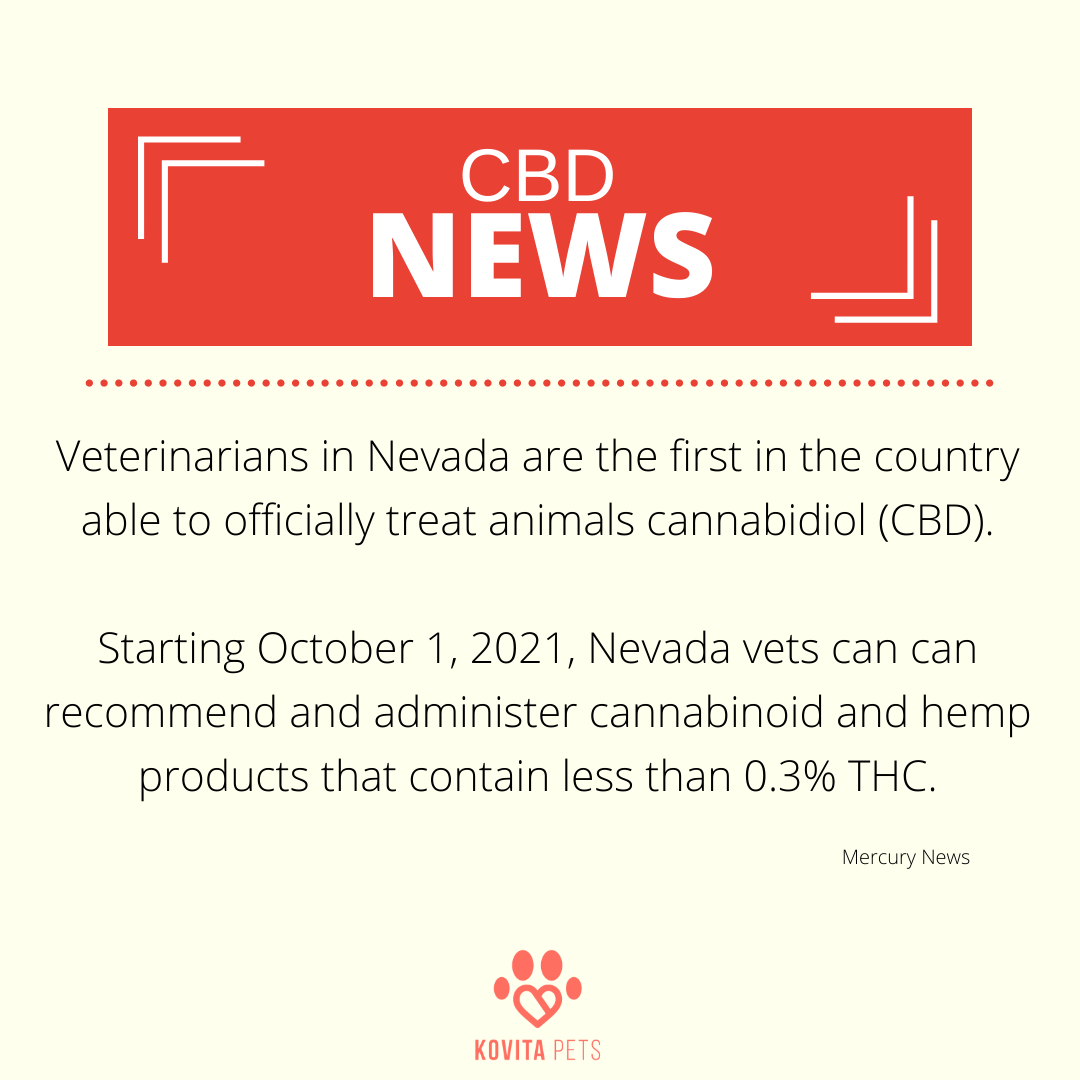 CBD
NEWS
Veterinarians in Nevada are the first in the country
able to officially treat animals cannabidiol (CBD).
Starting October 1, 2021, Nevada vets can can
recommend and administer cannabinoid and hemp
products that contain less than 0.3% THC.
Mercury News
KOVITA PETS